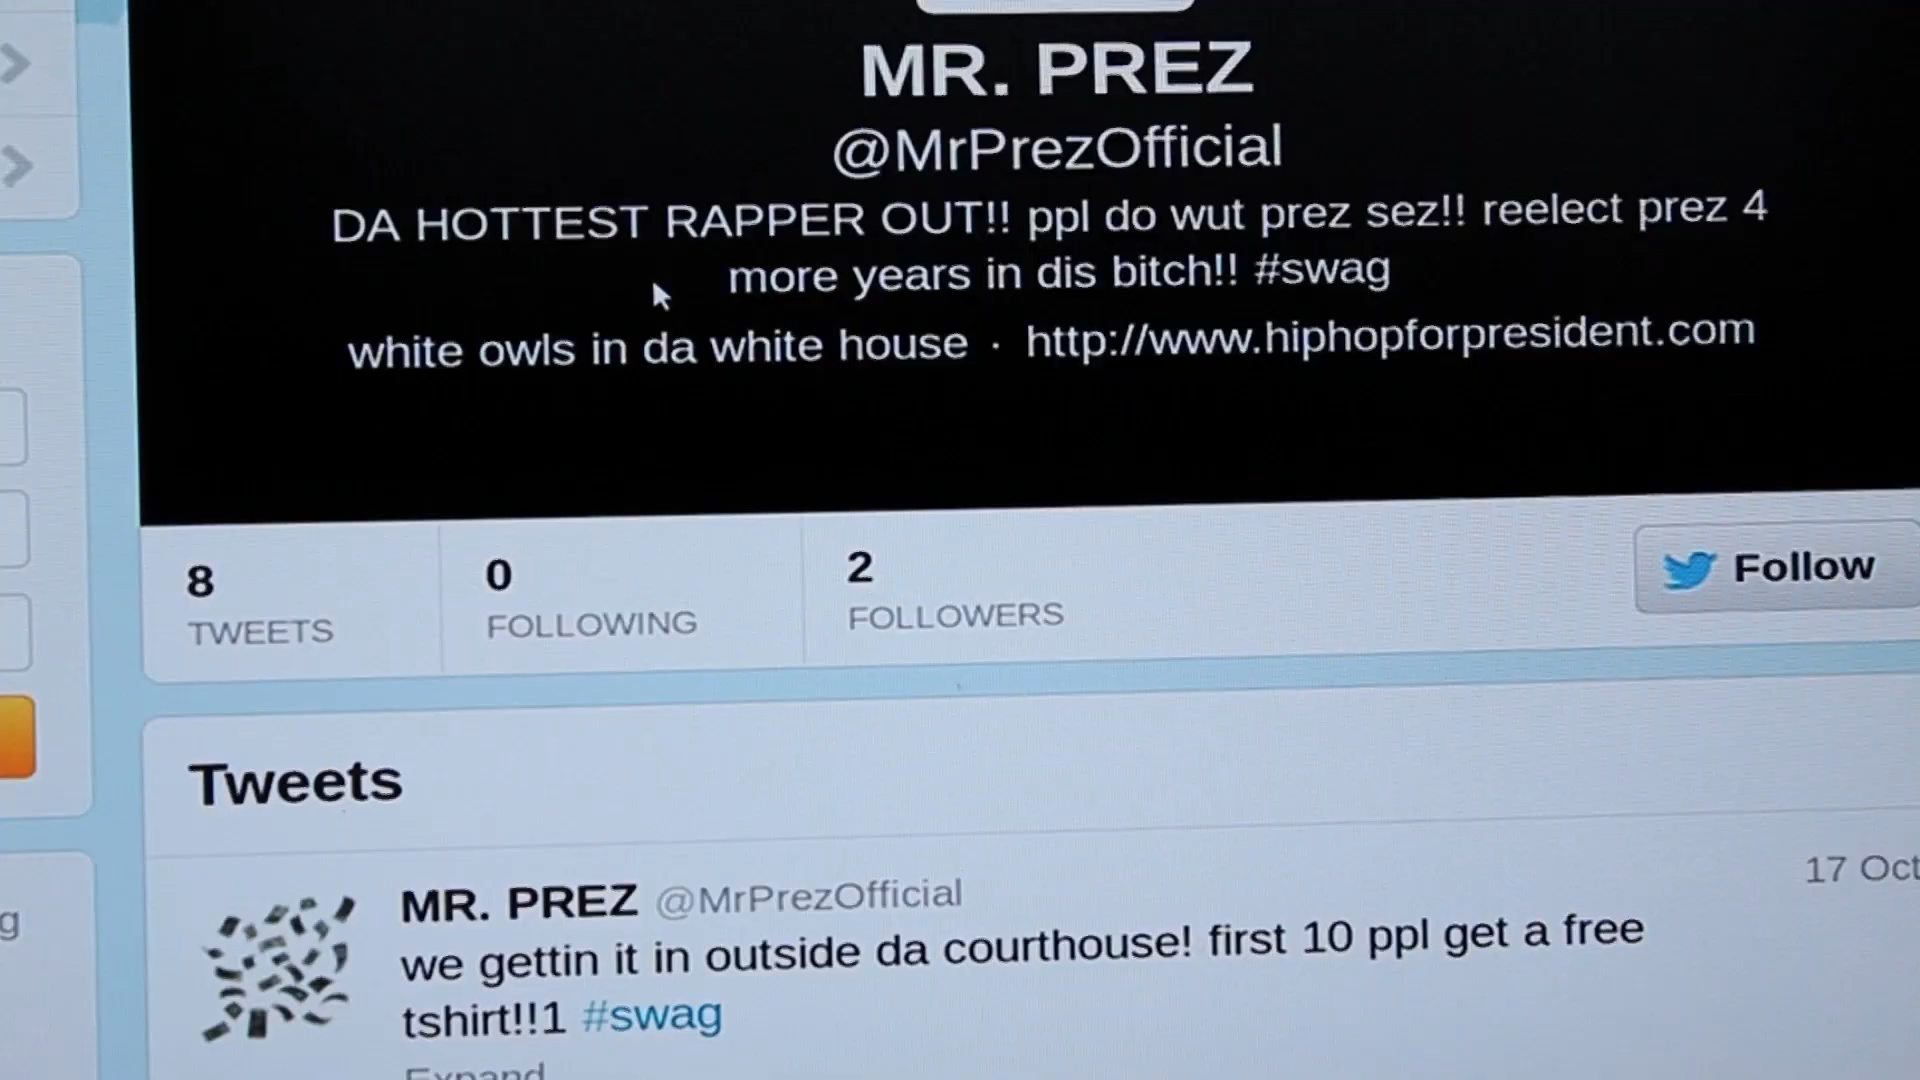 MR. PREZ
@MrPrezOfficial
DA HOTTEST RAPPER OUT!! ppl do wut prez sez!! reelect prez 4
more years in dis bitch!! #swag
white owls in da white house · http://www.hiphopforpresident.com
8
TWEETS
0
FOLLOWING
2
FOLLOWERS
Follow
Tweets
MR. PREZ @MrPrezOfficial
17 Oct
we gettin it in outside da courthouse! first 10 ppl get a free
tshirt!!1 #swag
Expand